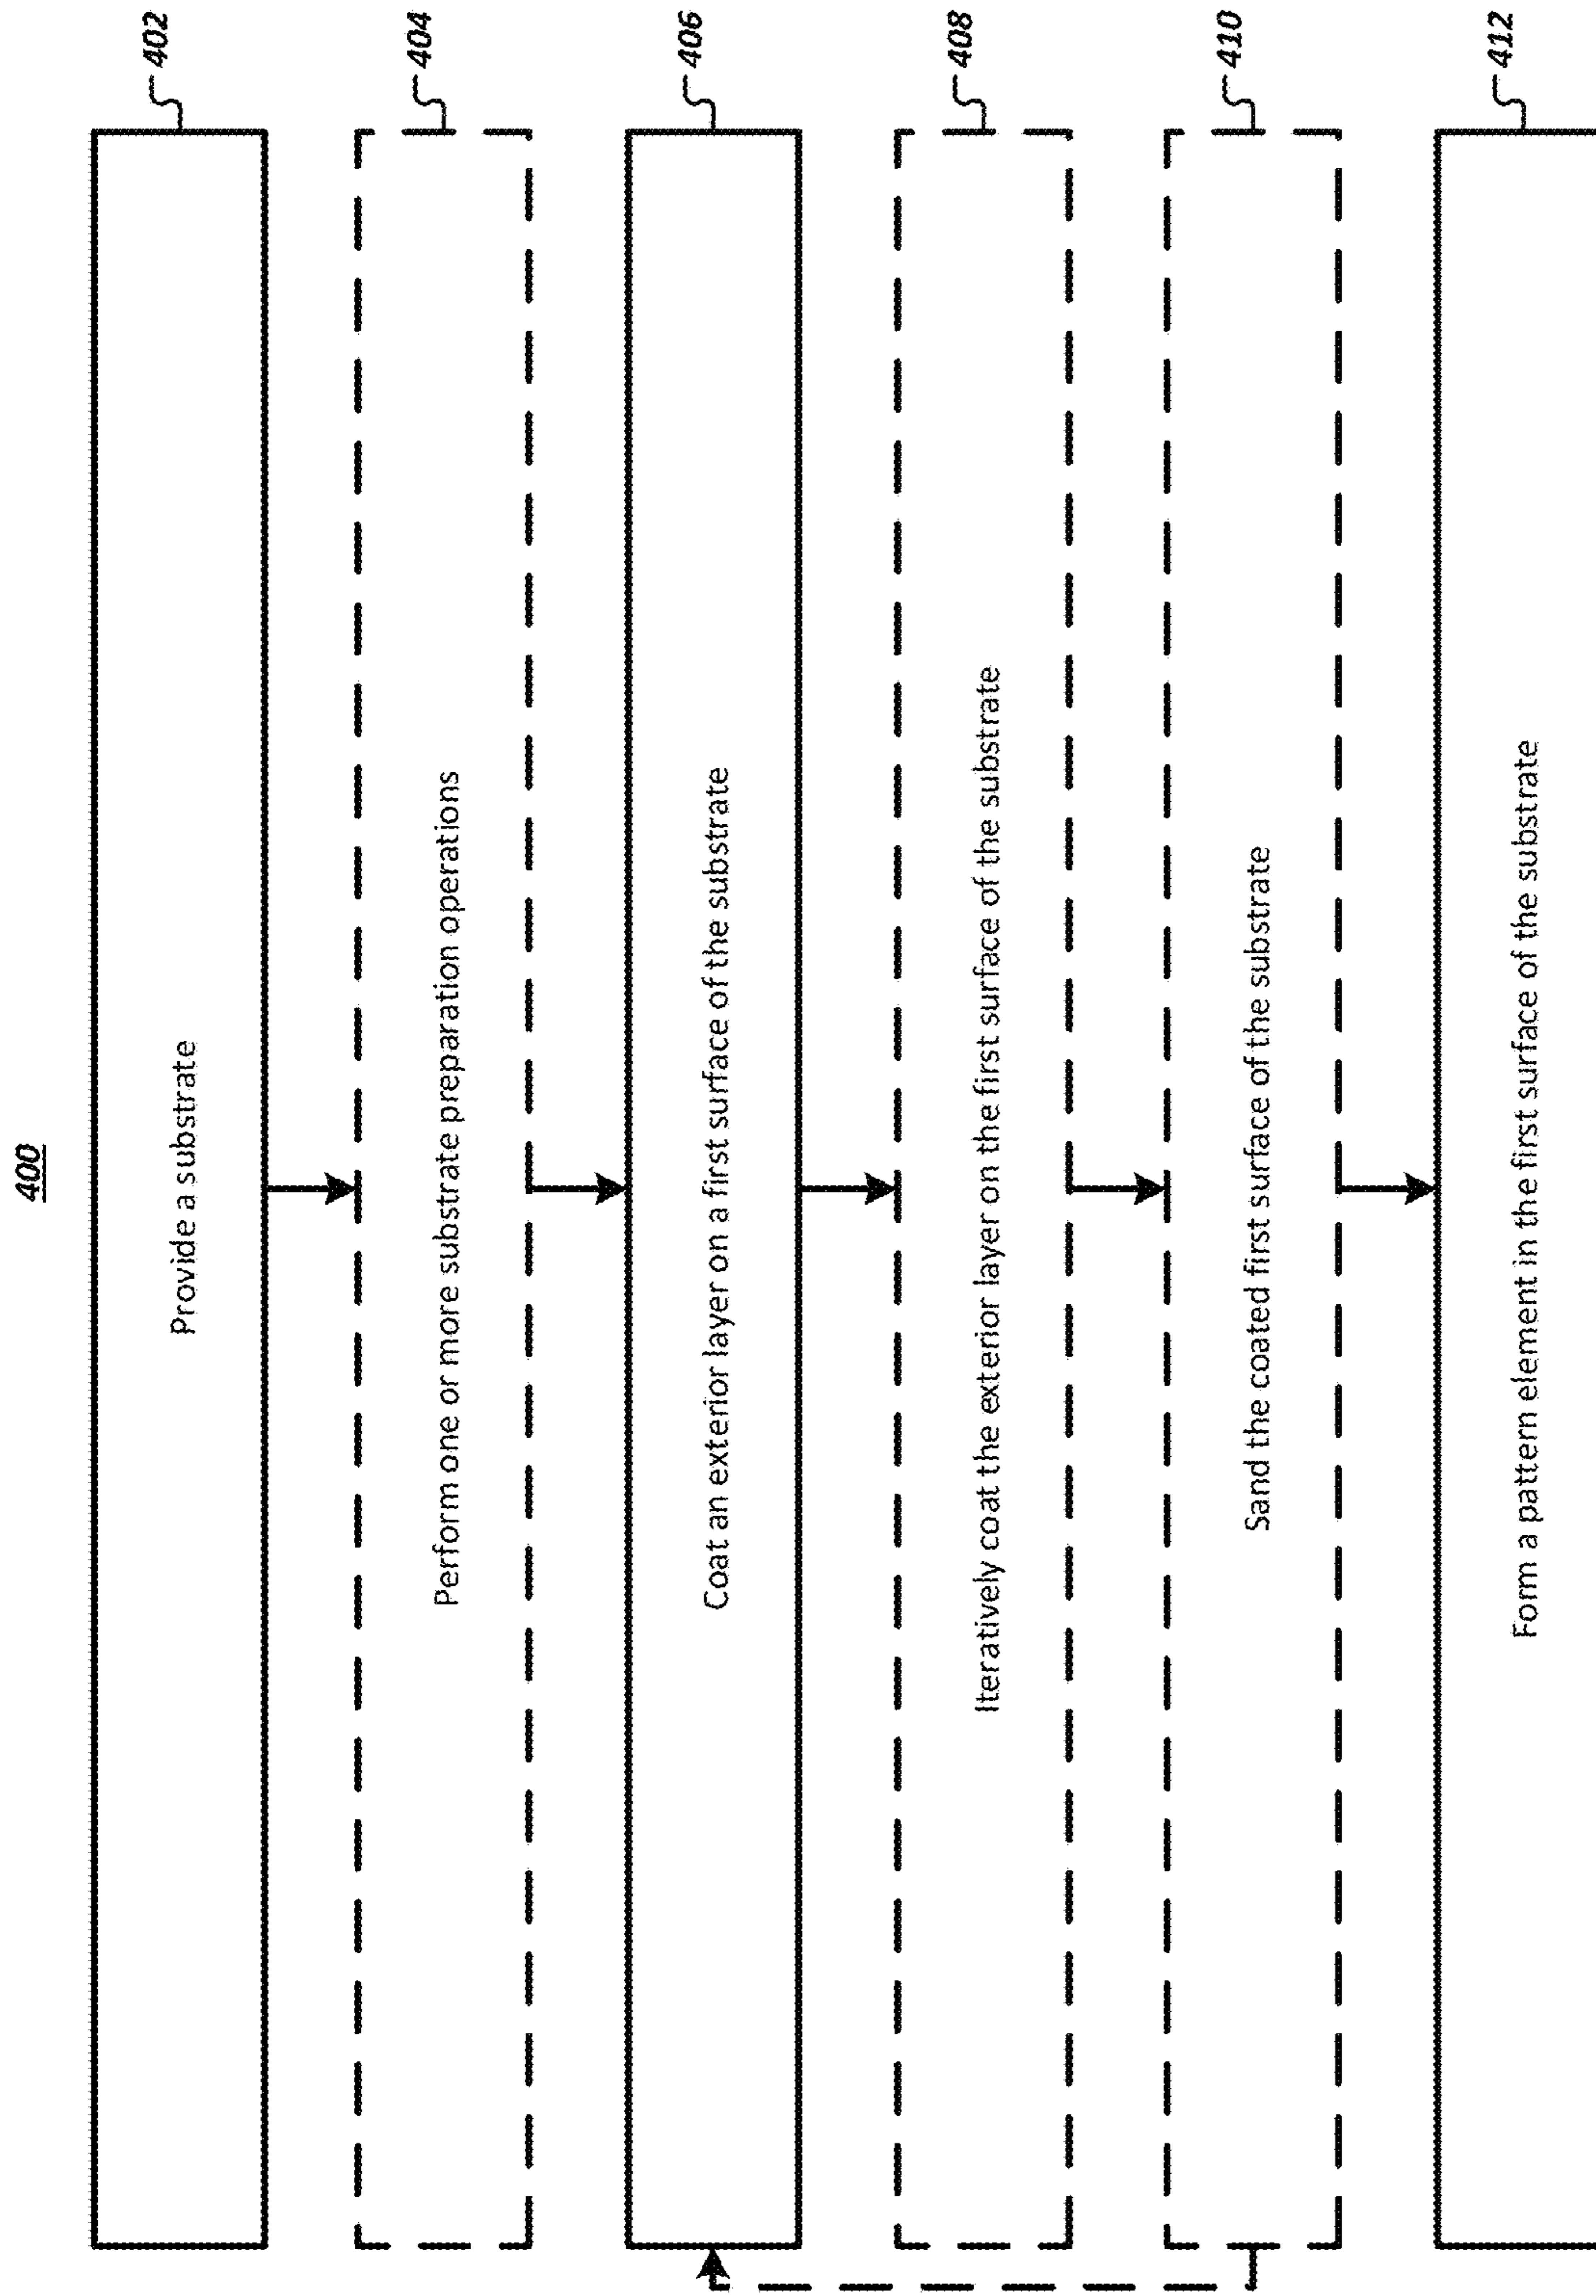 400
Provide a substrate
402
Perform one or more substrate preparation operations
404
Coat an exterior layer on a first surface of the substrate
406
Iteratively coat the exterior layer on the first surface of the substrate
408
Sand the coated first surface of the substrate
410
Form a pattern element in the first surface of the substrate
412